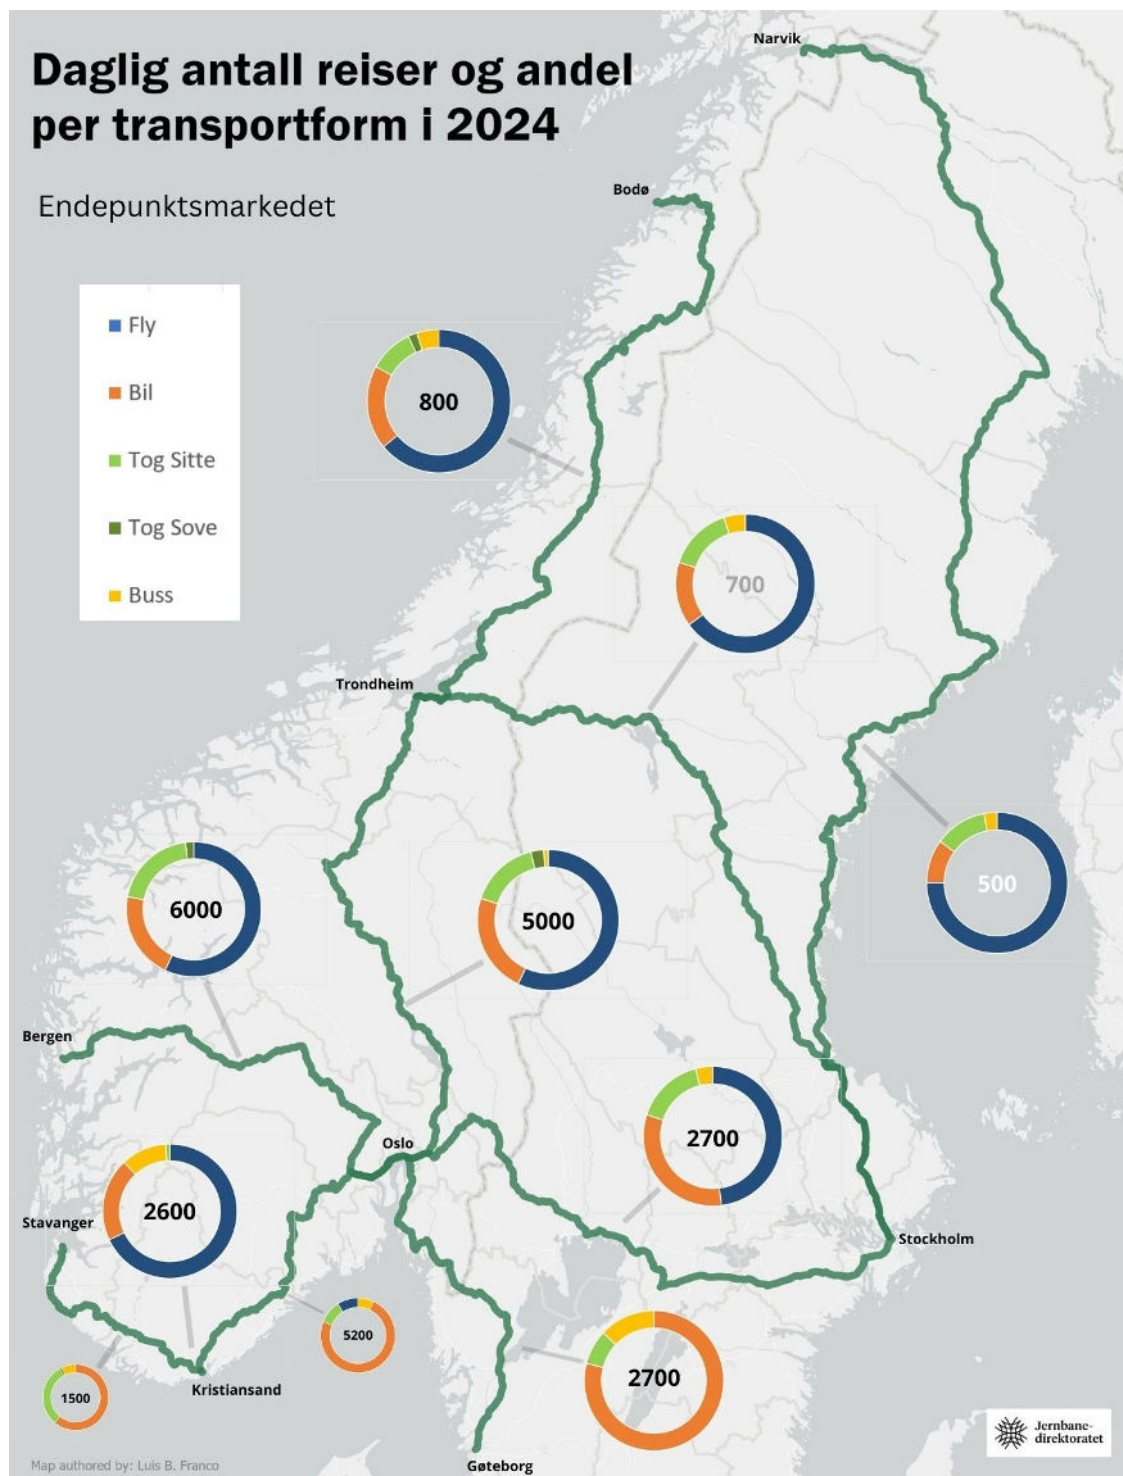 Daglig antall reiser og andel
per transportform i 2024
Endepunktsmarkedet
Fly
Bil
Tog Sitte
Tog Sove
Buss
Narvik
Bodø
800
700
Trondheim
6000
5000
500
Bergen
Oslo
2700
2600
Stavanger
Stockholm
5200
2700
1500
Kristiansand
Gøteborg
Jernbane-
direktoratet
Map authored by: Luis B. Franco